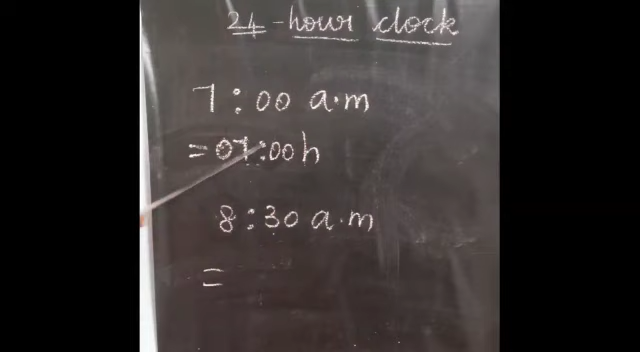 24-hour clock
7:00 a.m
= 07:00h
8:30 a.m
=